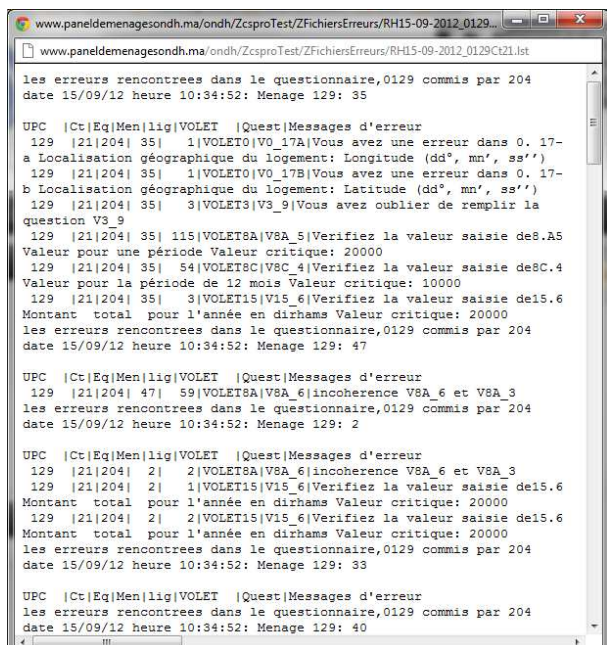 www.paneldemenagesondh.ma/ondh/ZcsproTest/ZFichiersErreurs/RH15-09-2012_0129...
www.paneldemenagesondh.ma/ondh/ZcsproTest/ZFichiersErreurs/RH15-09-2012_0129Ct21.lst
les erreurs rencontrees dans le questionnaire,0129 commis par 204
date 15/09/12 heure 10:34:52: Menage 129: 35
UPC |Ct|Eq|Men|lig|VOLET |Quest|Messages d'erreur
129 |21|204| 35| 1|VOLET0|V0_17A|Vous avez une erreur dans 0. 17-
a Localisation géographique du logement: Longitude (dd°, mn’, ss’’)
129 |21|204| 35| 1|VOLET0|V0_17B|Vous avez une erreur dans 0. 17-
b Localisation géographique du logement: Latitude (dd°, mn’, ss’’)
129 |21|204| 35| 3|VOLET3|V3_9|Vous avez oublier de remplir la
question V3_9
129 |21|204| 35| 115|VOLET8A|V8A_5|Verifiez la valeur saisie de8.A5
Valeur pour une période Valeur critique: 20000
129 |21|204| 35| 54|VOLET8C|V8C_4|Verifiez la valeur saisie de8C.4
Valeur pour la période de 12 mois Valeur critique: 10000
129 |21|204| 35| 3|VOLET15|V15_6|Verifiez la valeur saisie de15.6
Montant total pour l'année en dirhams Valeur critique: 20000
les erreurs rencontrees dans le questionnaire,0129 commis par 204
date 15/09/12 heure 10:34:52: Menage 129: 47
UPC |Ct|Eq|Men|lig|VOLET |Quest|Messages d'erreur
129 |21|204| 47| 59|VOLET8A|V8A_6|incoherence V8A_6 et V8A_3
les erreurs rencontrees dans le questionnaire,0129 commis par 204
date 15/09/12 heure 10:34:52: Menage 129: 2
UPC |Ct|Eq|Men|lig|VOLET |Quest|Messages d'erreur
129 |21|204| 2| 2|VOLET8A|V8A_6|incoherence V8A_6 et V8A_3
129 |21|204| 2| 1|VOLET15|V15_6|Verifiez la valeur saisie de15.6
Montant total pour l'année en dirhams Valeur critique: 20000
129 |21|204| 2| 2|VOLET15|V15_6|Verifiez la valeur saisie de15.6
Montant total pour l'année en dirhams Valeur critique: 20000
les erreurs rencontrees dans le questionnaire,0129 commis par 204
date 15/09/12 heure 10:34:52: Menage 129: 33
UPC |Ct|Eq|Men|lig|VOLET |Quest|Messages d'erreur
les erreurs rencontrees dans le questionnaire,0129 commis par 204
date 15/09/12 heure 10:34:52: Menage 129: 40